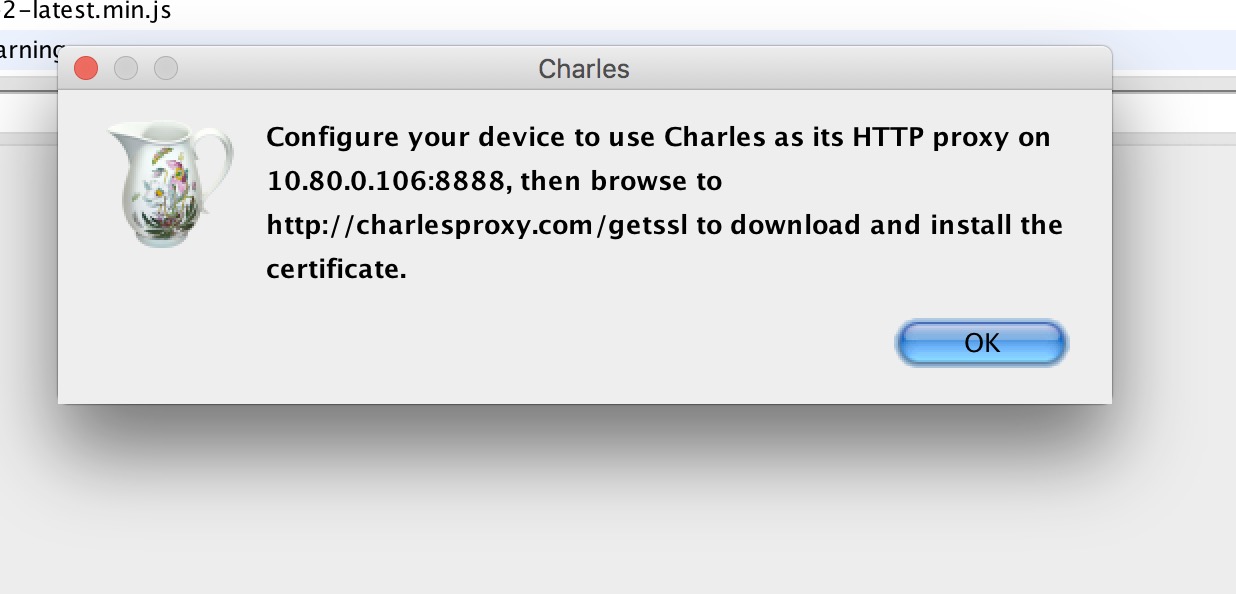 2-latest.min.js
arning
Charles
Configure your device to use Charles as its HTTP proxy on
10.80.0.106:8888, then browse to
http://charlesproxy.com/getssl to download and install the
certificate.
OK